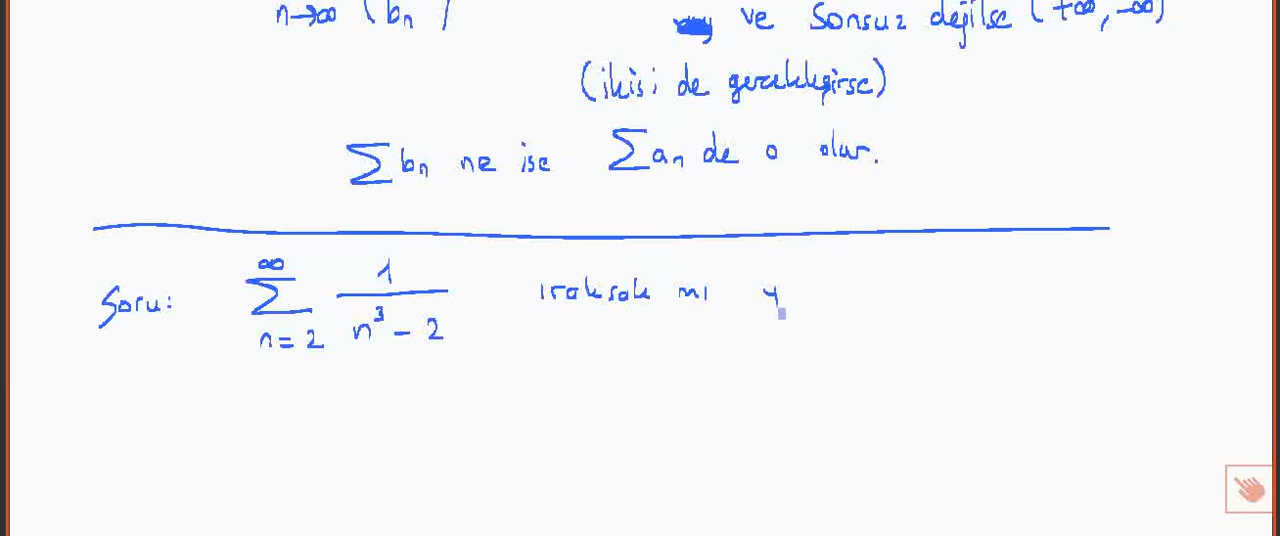 n→∞ (bn) ve sonsuz değilse (+∞, -∞)
(ikisi de gerçekleşirse)
∑bn ne ise ∑an de o olur.
Soru: ∞ ∑ n=2 1/(n³ - 2) ıraksak mı y